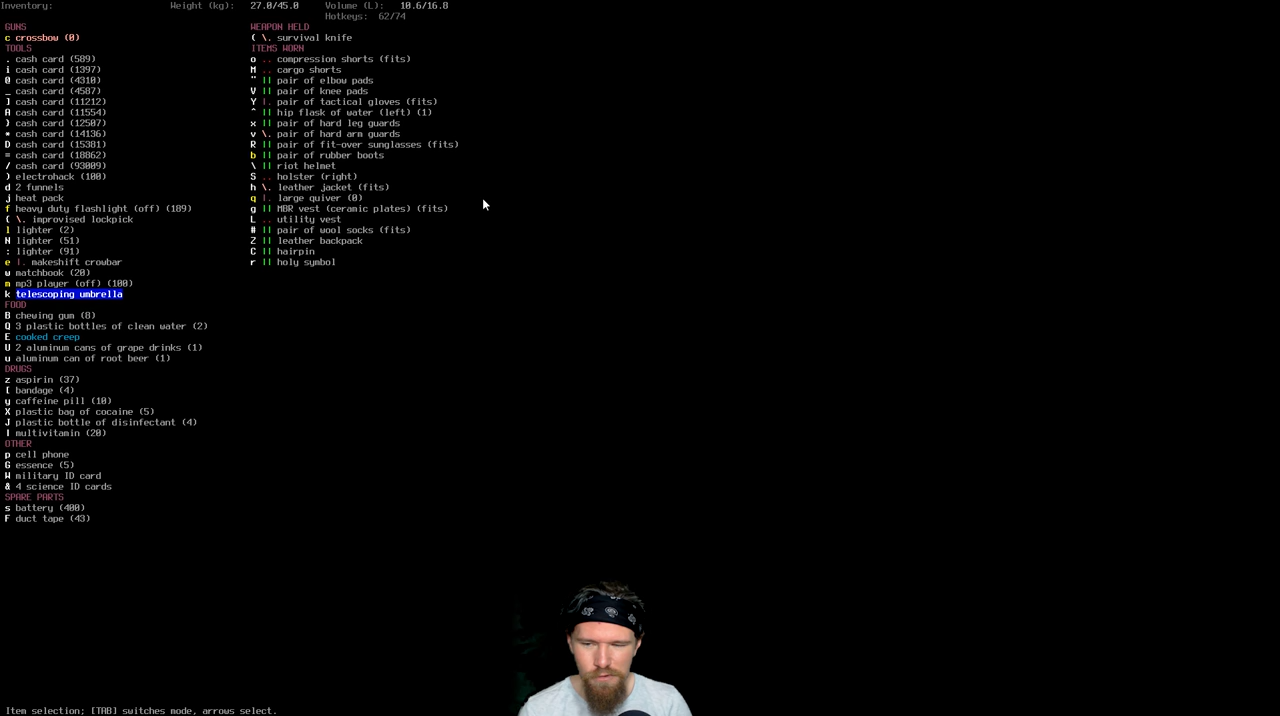 Inventory: Weight (kg): 27.0/45.0 Volume (L): 10.6/16.8
Hotkeys: 62/74
GUNS
c crossbow (0)
TOOLS
. cash card (589)
i cash card (1397)
0 cash card (4310)
_ cash card (4587)
] cash card (11212)
A cash card (11554)
} cash card (12507)
* cash card (14136)
D cash card (15381)
= cash card (18862)
/ cash card (93009)
) electrohack (100)
d 2 funnels
j heat pack
f heavy duty flashlight (off) (189)
( \. improvised lockpick
l lighter (2)
N lighter (51)
: lighter (91)
e |. makeshift crowbar
w matchbook (20)
m mp3 player (off) (100)
k telescoping umbrella
FOOD
B chewing gum (8)
Q 3 plastic bottles of clean water (2)
E cooked creep
U 2 aluminum cans of grape drinks (1)
u aluminum can of root beer (1)
DRUGS
z aspirin (37)
[ bandage (4)
y caffeine pill (10)
X plastic bag of cocaine (5)
J plastic bottle of disinfectant (4)
| multivitamin (20)
OTHER
p cell phone
G essence (5)
W military ID card
& 4 science ID cards
SPARE PARTS
s battery (400)
F duct tape (43)
WEAPON HELD
{ \. survival knife
ITEMS WORN
o .. compression shorts (fits)
M .. cargo shorts
" || pair of elbow pads
V || pair of knee pads
Y |. pair of tactical gloves (fits)
^ || hip flask of water (left) (1)
x || pair of hard leg guards
v \. pair of hard arm guards
R || pair of fit-over sunglasses (fits)
b || pair of rubber boots
\ || riot helmet
S .. holster (right)
h \. leather jacket (fits)
q |. large quiver (0)
g || MBR vest (ceramic plates) (fits)
L .. utility vest
# || pair of wool socks (fits)
Z || leather backpack
C || hairpin
r || holy symbol
Item selection; [TAB] switches mode, arrows select.